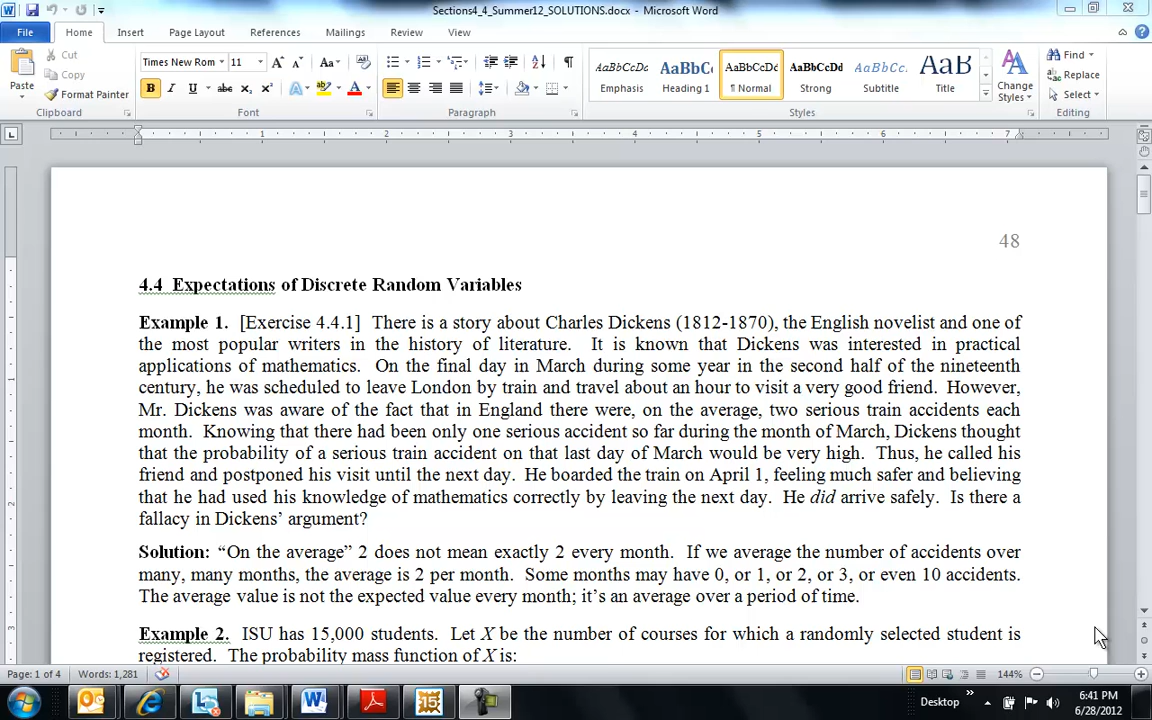 Sections4_4_Summer12_SOLUTIONS.docx - Microsoft Word
File Home Insert Page Layout References Mailings Review View
Paste
Cut
Copy
Format Painter
Clipboard
Times New Rom 11
Font
Paragraph
AaBbCcDc AaBbCc AaBbCcDc AaBbCcDd AaBbCc. AaB
Emphasis Heading 1 ¶ Normal Strong Subtitle Title
Change Styles
Styles
Find
Replace
Select
Editing
1 2 3 4 5 6 7
48
4.4 Expectations of Discrete Random Variables
Example 1. [Exercise 4.4.1] There is a story about Charles Dickens (1812-1870), the English novelist and one of
the most popular writers in the history of literature. It is known that Dickens was interested in practical
applications of mathematics. On the final day in March during some year in the second half of the nineteenth
century, he was scheduled to leave London by train and travel about an hour to visit a very good friend. However,
Mr. Dickens was aware of the fact that in England there were, on the average, two serious train accidents each
month. Knowing that there had been only one serious accident so far during the month of March, Dickens thought
that the probability of a serious train accident on that last day of March would be very high. Thus, he called his
friend and postponed his visit until the next day. He boarded the train on April 1, feeling much safer and believing
that he had used his knowledge of mathematics correctly by leaving the next day. He did arrive safely. Is there a
fallacy in Dickens' argument?
Solution: “On the average” 2 does not mean exactly 2 every month. If we average the number of accidents over
many, many months, the average is 2 per month. Some months may have 0, or 1, or 2, or 3, or even 10 accidents.
The average value is not the expected value every month; it's an average over a period of time.
Example 2. ISU has 15,000 students. Let X be the number of courses for which a randomly selected student is
registered. The probability mass function of X is:
Page: 1 of 4 Words: 1,281 144%
Desktop 6:41 PM
6/28/2012